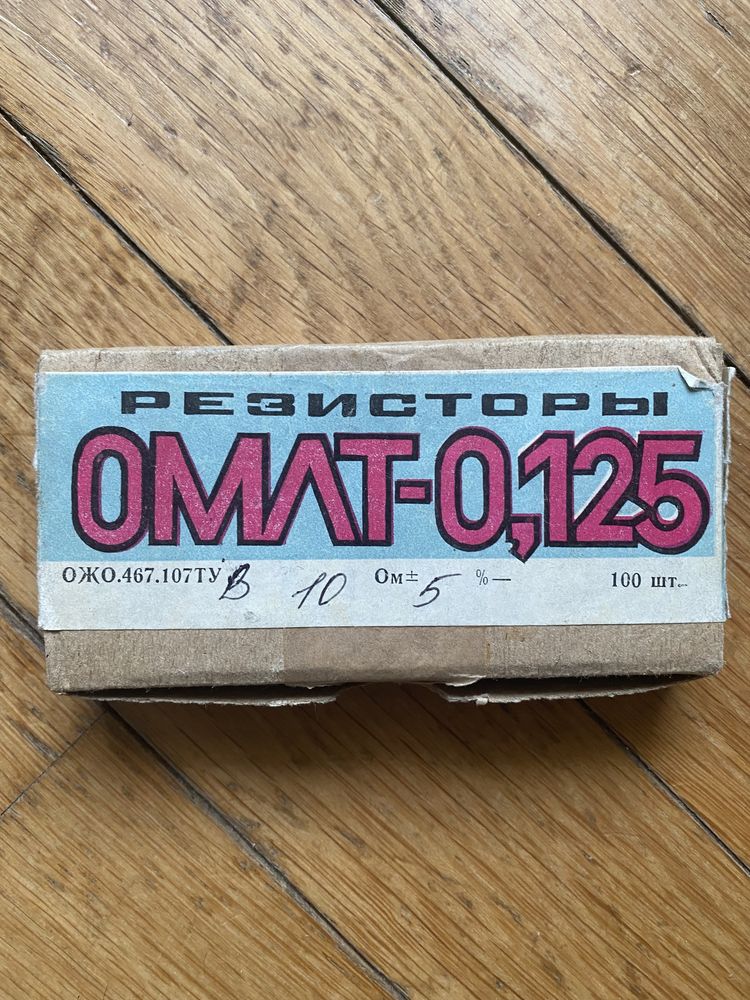 РЕЗИСТОРЫ
ОМЛТ-0,125
ОЖО.467.107ТУ В 10 Ом± 5 %— 100 шт.